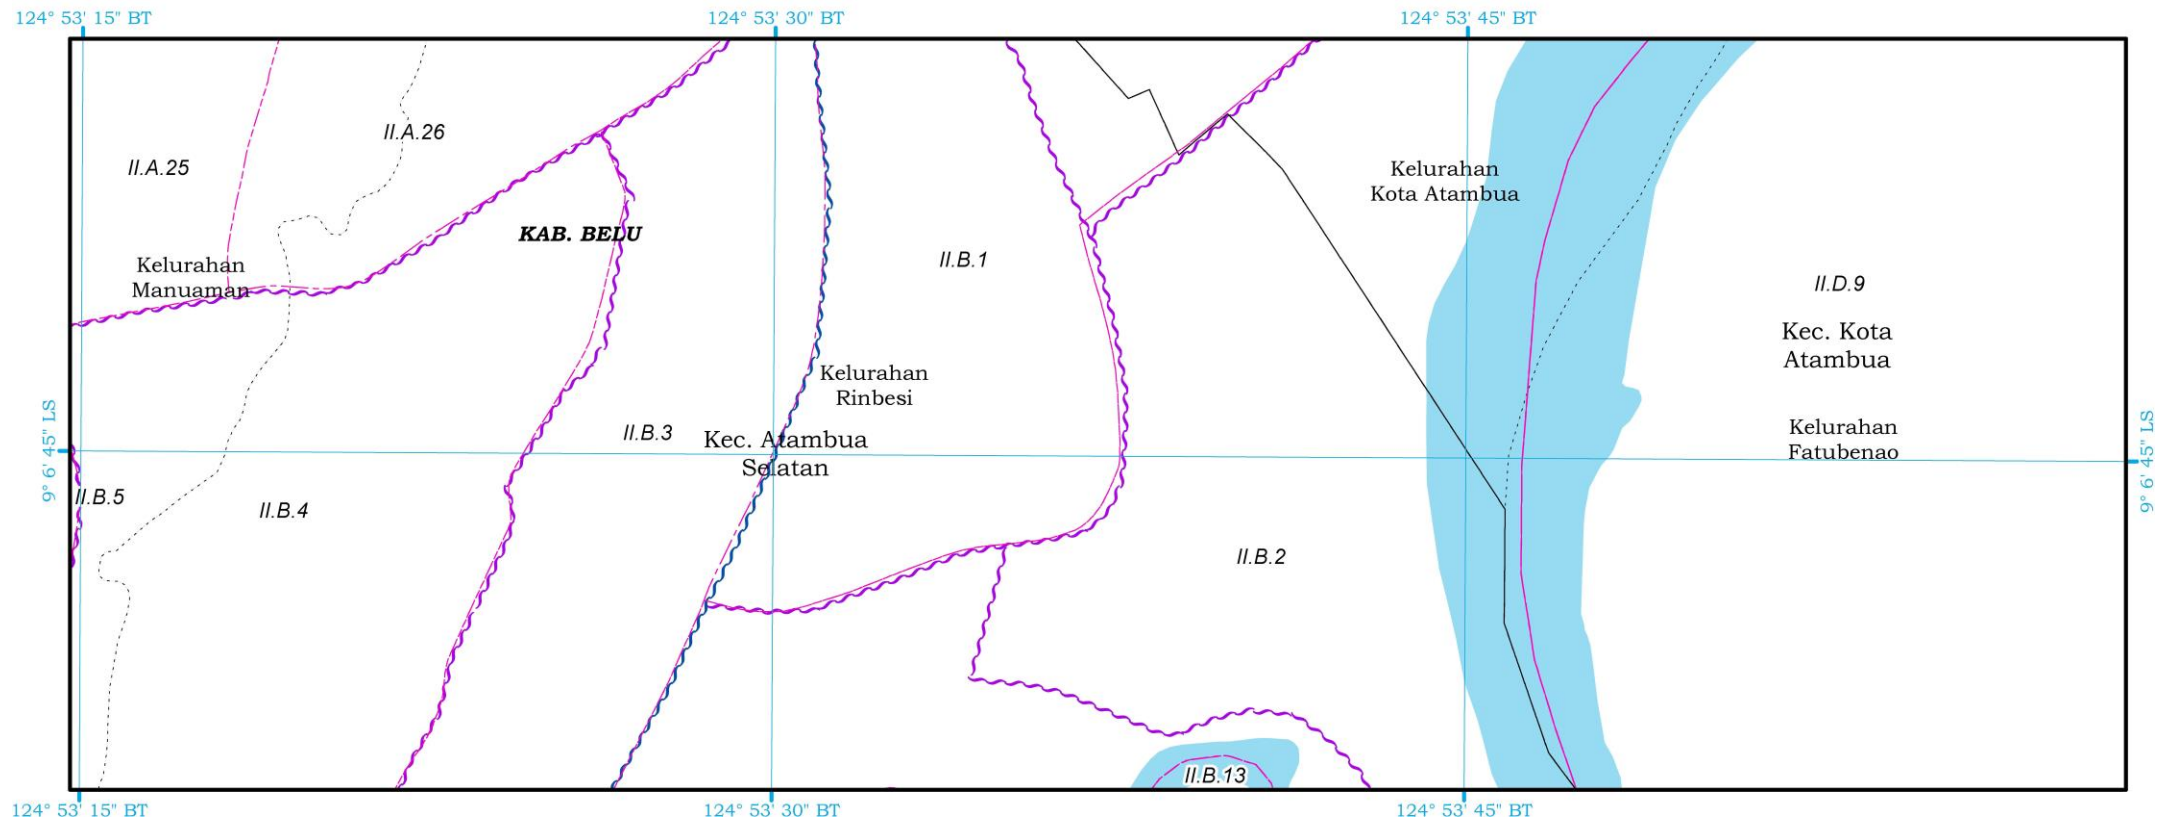 124° 53' 15" BT
124° 53' 30" BT
124° 53' 45" BT
II.A.26
II.A.25
Kelurahan
Kota Atambua
KAB. BELU
II.B.1
Kelurahan
Manuaman
II.D.9
Kec. Kota
Atambua
Kelurahan
Rinbesi
II.B.3
Kec. Atambua
Selatan
Kelurahan
Fatubenao
9° 6' 45" LS
9° 6' 45" LS
II.B.5
II.B.4
II.B.2
II.B.13
124° 53' 15" BT
124° 53' 30" BT
124° 53' 45" BT